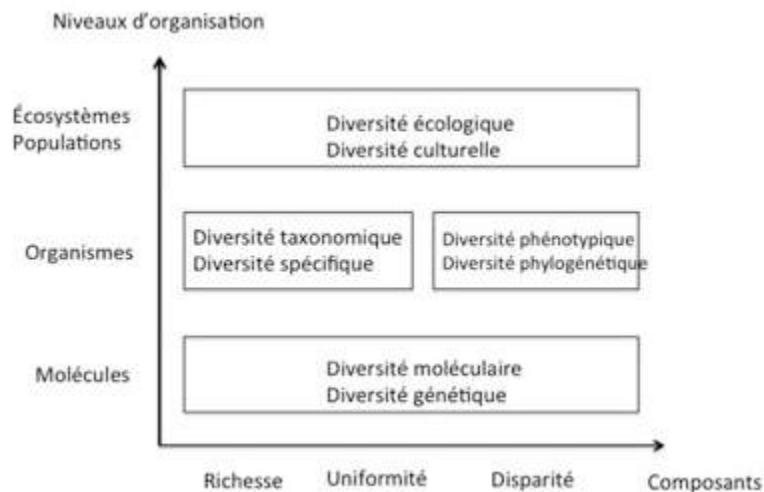 Niveaux d’organisation
Écosystèmes
Populations
Diversité écologique
Diversité culturelle
Organismes
Diversité taxonomique
Diversité spécifique
Diversité phénotypique
Diversité phylogénétique
Molécules
Diversité moléculaire
Diversité génétique
Richesse
Uniformité
Disparité
Composants